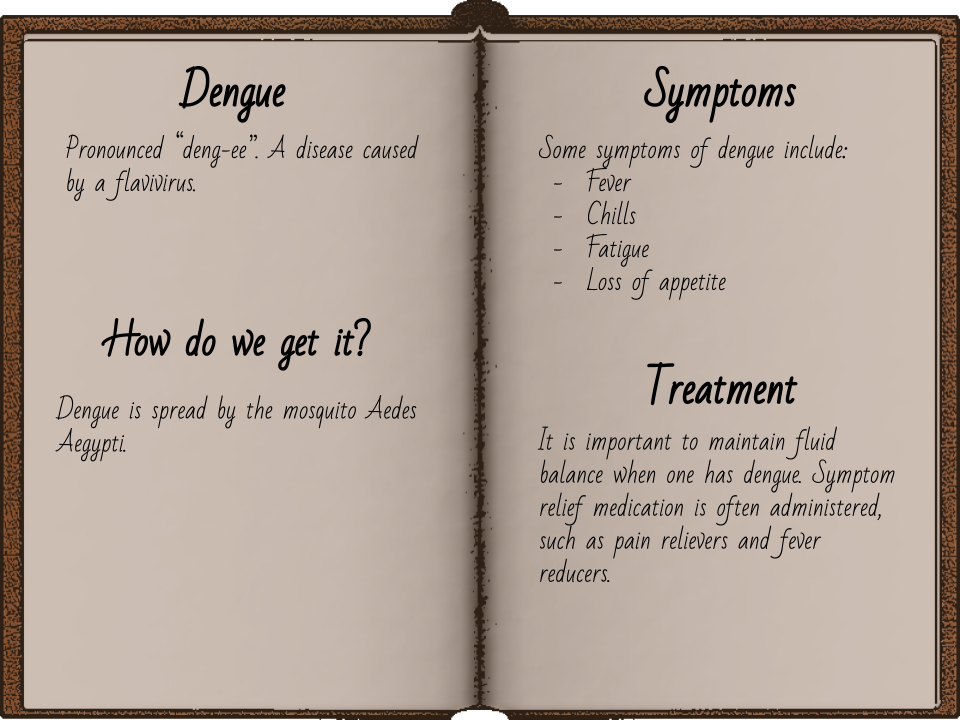 Dengue
Pronounced “deng-ee”. A disease caused
by a flavivirus.
How do we get it?
Dengue is spread by the mosquito Aedes
Aegypti.
Symptoms
Some symptoms of dengue include:
- Fever
- Chills
- Fatigue
- Loss of appetite
Treatment
It is important to maintain fluid
balance when one has dengue. Symptom
relief medication is often administered,
such as pain relievers and fever
reducers.